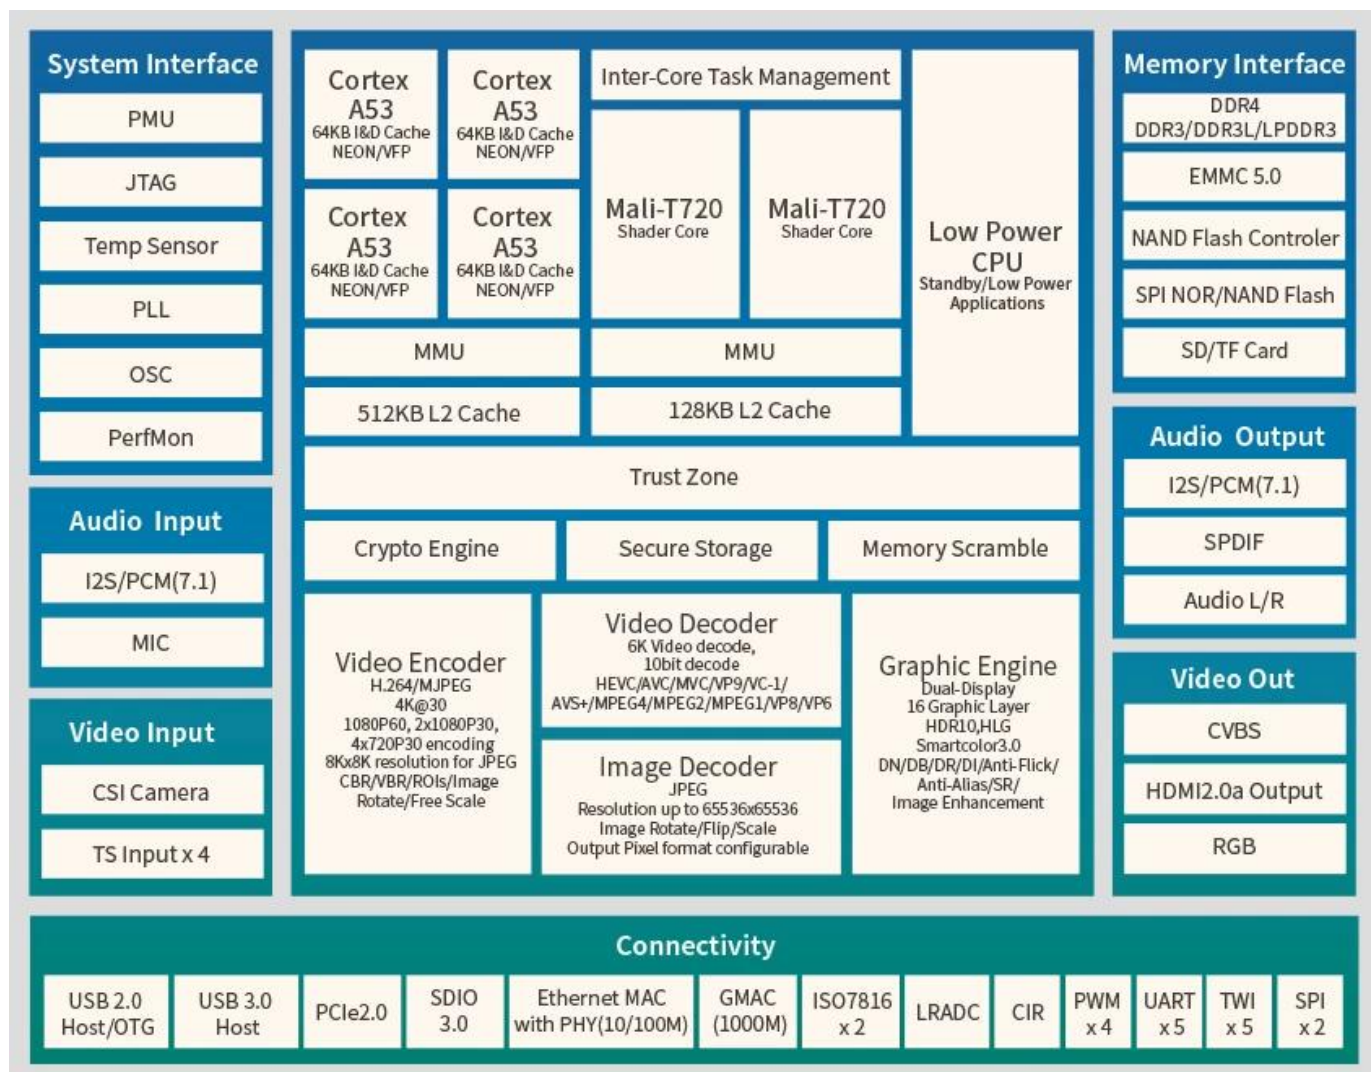 System Interface
PMU
JTAG
Temp Sensor
PLL
OSC
PerfMon
Audio Input
I2S/PCM(7.1)
MIC
Video Input
CSI Camera
TS Input x 4
Cortex
A53
64KB I&D Cache
NEON/VFP
Cortex
A53
64KB I&D Cache
NEON/VFP
Cortex
A53
64KB I&D Cache
NEON/VFP
Cortex
A53
64KB I&D Cache
NEON/VFP
MMU
512KB L2 Cache
Inter-Core Task Management
Mali-T720
Shader Core
Mali-T720
Shader Core
MMU
128KB L2 Cache
Low Power
CPU
Standby/Low Power
Applications
Trust Zone
Crypto Engine
Secure Storage
Memory Scramble
Video Encoder
H.264/MJPEG
4K@30
1080P60, 2x1080P30,
4x720P30 encoding
8Kx8K resolution for JPEG
CBR/VBR/ROIs/Image
Rotate/Free Scale
Video Decoder
6K Video decode,
10bit decode
HEVC/AVC/MVC/VP9/VC-1/
AVS+/MPEG4/MPEG2/MPEG1/VP8/VP6
Image Decoder
JPEG
Resolution up to 65536x65536
Image Rotate/Flip/Scale
Output Pixel format configurable
Graphic Engine
Dual-Display
16 Graphic Layer
HDR10,HLG
Smartcolor3.0
DN/DB/DR/DI/Anti-Flick/
Anti-Alias/SR/
Image Enhancement
Memory Interface
DDR4
DDR3/DDR3L/LPDDR3
EMMC 5.0
NAND Flash Controler
SPI NOR/NAND Flash
SD/TF Card
Audio Output
I2S/PCM(7.1)
SPDIF
Audio L/R
Video Out
CVBS
HDMI2.0a Output
RGB
Connectivity
USB 2.0
Host/OTG
USB 3.0
Host
PCIe2.0
SDIO
3.0
Ethernet MAC
with PHY(10/100M)
GMAC
(1000M)
ISO7816
x 2
LRADC
CIR
PWM
x 4
UART
x 5
TWI
x 5
SPI
x 2